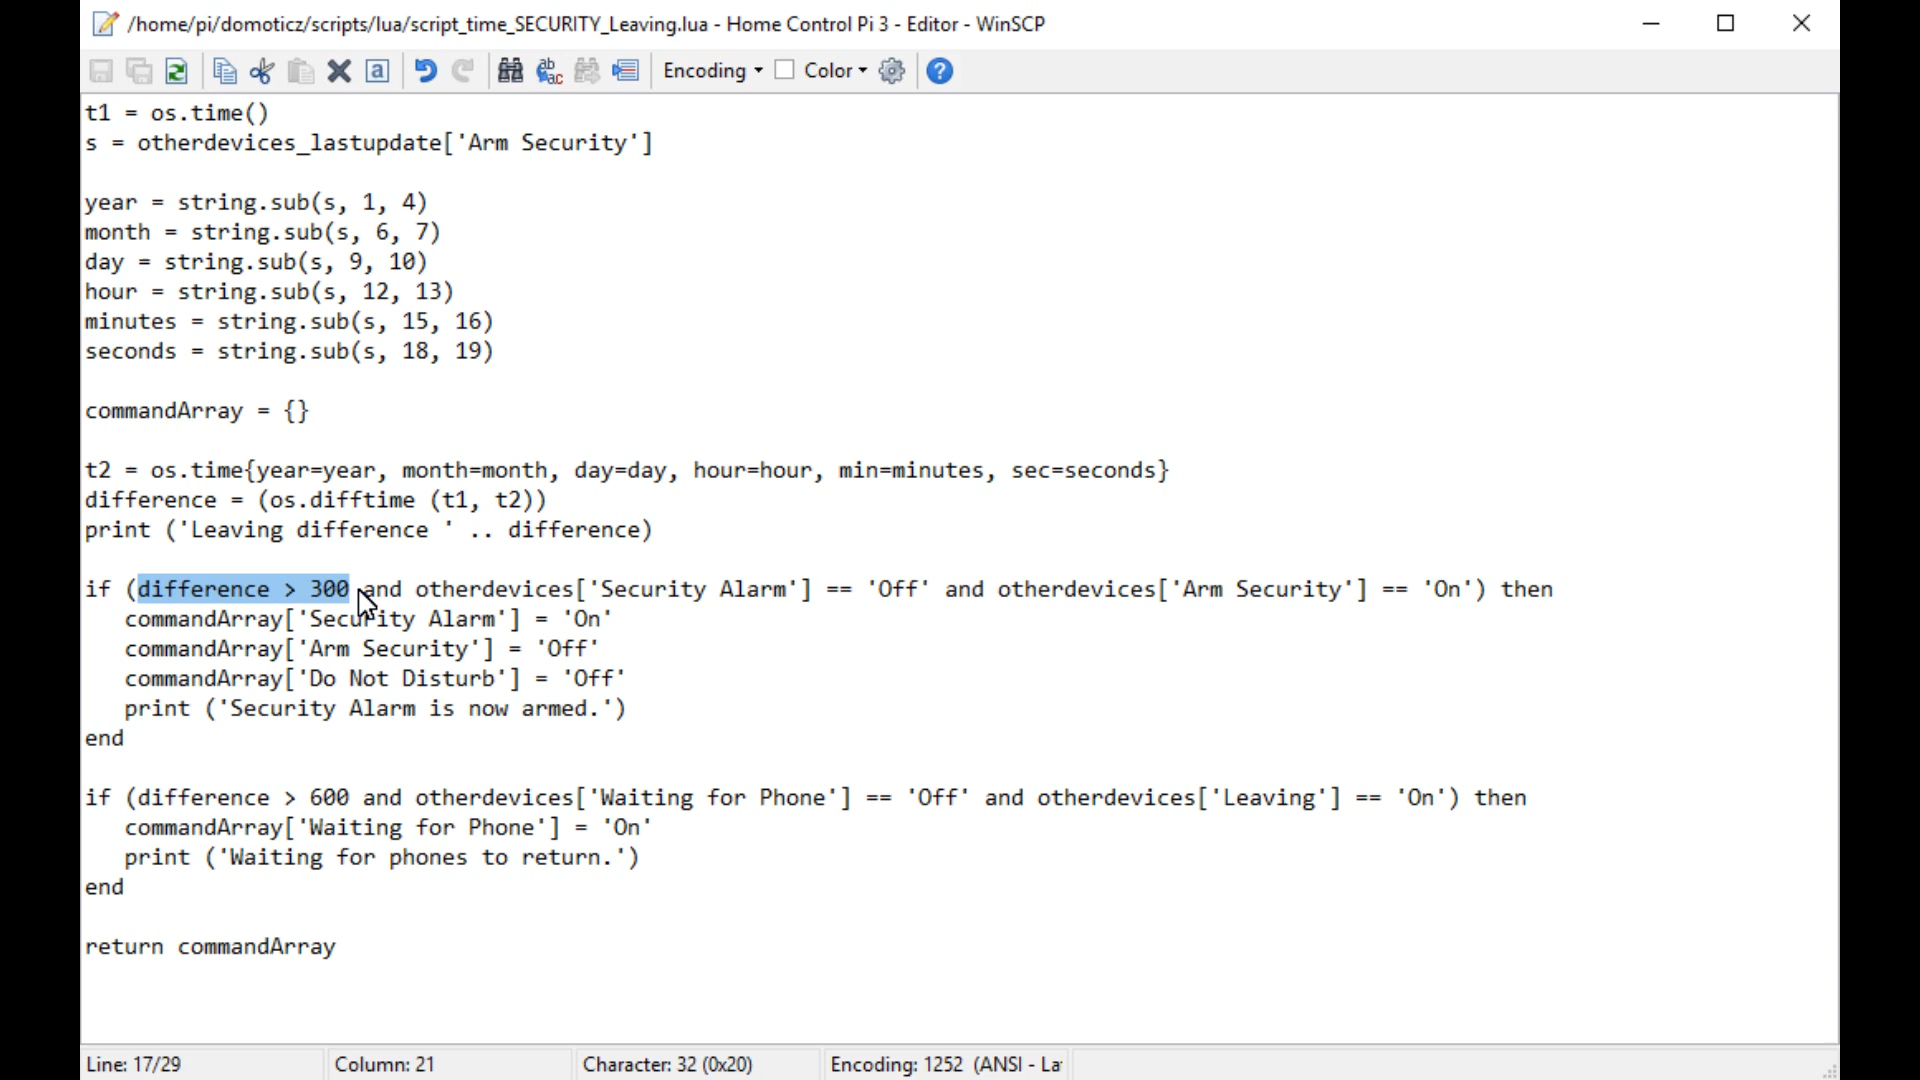 /home/pi/domoticz/scripts/lua/script_time_SECURITY_Leaving.lua - Home Control Pi 3 - Editor - WinSCP
Encoding Color
t1 = os.time()
s = otherdevices_lastupdate['Arm Security']
year = string.sub(s, 1, 4)
month = string.sub(s, 6, 7)
day = string.sub(s, 9, 10)
hour = string.sub(s, 12, 13)
minutes = string.sub(s, 15, 16)
seconds = string.sub(s, 18, 19)
commandArray = {}
t2 = os.time{year=year, month=month, day=day, hour=hour, min=minutes, sec=seconds}
difference = (os.difftime (t1, t2))
print ('Leaving difference ' .. difference)
if (difference > 300 and otherdevices['Security Alarm'] == 'Off' and otherdevices['Arm Security'] == 'On') then
commandArray['Security Alarm'] = 'On'
commandArray['Arm Security'] = 'Off'
commandArray['Do Not Disturb'] = 'Off'
print ('Security Alarm is now armed.')
end
if (difference > 600 and otherdevices['Waiting for Phone'] == 'Off' and otherdevices['Leaving'] == 'On') then
commandArray['Waiting for Phone'] = 'On'
print ('Waiting for phones to return.')
end
return commandArray
Line: 17/29 Column: 21 Character: 32 (0x20) Encoding: 1252 (ANSI - La